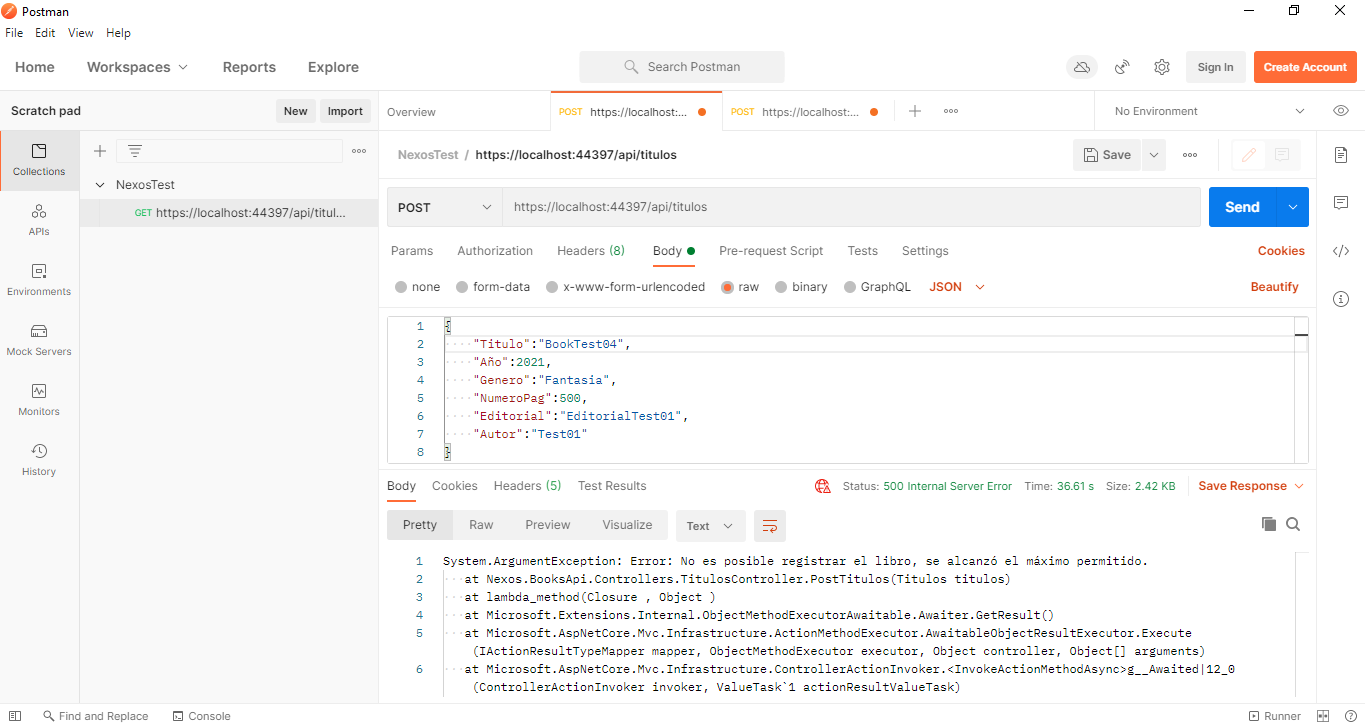 Postman
File Edit View Help
Home Workspaces Reports Explore Search Postman Sign In Create Account
Scratch pad New Import Overview POST https://localhost:... POST https://localhost:... No Environment
Collections
APIs
Environments
Mock Servers
Monitors
History
NexosTest
GET https://localhost:44397/api/titul...
NexosTest / https://localhost:44397/api/titulos Save
POST https://localhost:44397/api/titulos Send
Params Authorization Headers (8) Body Pre-request Script Tests Settings Cookies
none form-data x-www-form-urlencoded raw binary GraphQL JSON Beautify
1 {
2 "Titulo":"BookTest04",
3 "Año":2021,
4 "Genero":"Fantasia",
5 "NumeroPag":500,
6 "Editorial":"EditorialTest01",
7 "Autor":"Test01"
8 }
Body Cookies Headers (5) Test Results Status: 500 Internal Server Error Time: 36.61 s Size: 2.42 KB Save Response
Pretty Raw Preview Visualize Text
1 System.ArgumentException: Error: No es posible registrar el libro, se alcanzó el máximo permitido.
2 at Nexos.BooksApi.Controllers.TitulosController.PostTitulos(Titulos titulos)
3 at lambda_method(Closure , Object )
4 at Microsoft.Extensions.Internal.ObjectMethodExecutorAwaitable.Awaiter.GetResult()
5 at Microsoft.AspNetCore.Mvc.Infrastructure.ActionMethodExecutor.AwaitableObjectResultExecutor.Execute
(IActionResultTypeMapper mapper, ObjectMethodExecutor executor, Object controller, Object[] arguments)
6 at Microsoft.AspNetCore.Mvc.Infrastructure.ControllerActionInvoker.<InvokeActionMethodAsync>g__Awaited|12_0
(ControllerActionInvoker invoker, ValueTask`1 actionResultValueTask)
Find and Replace Console Runner